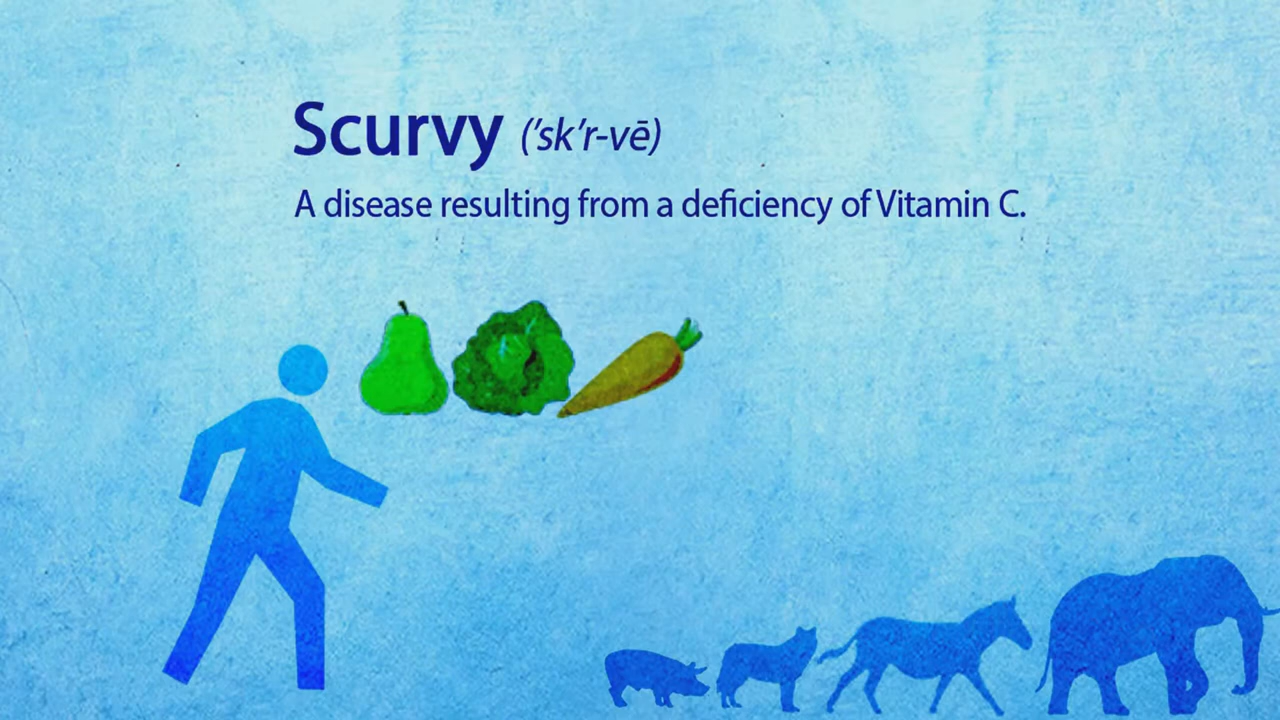 Scurvy (’sk’r-vē)
A disease resulting from a deficiency of Vitamin C.